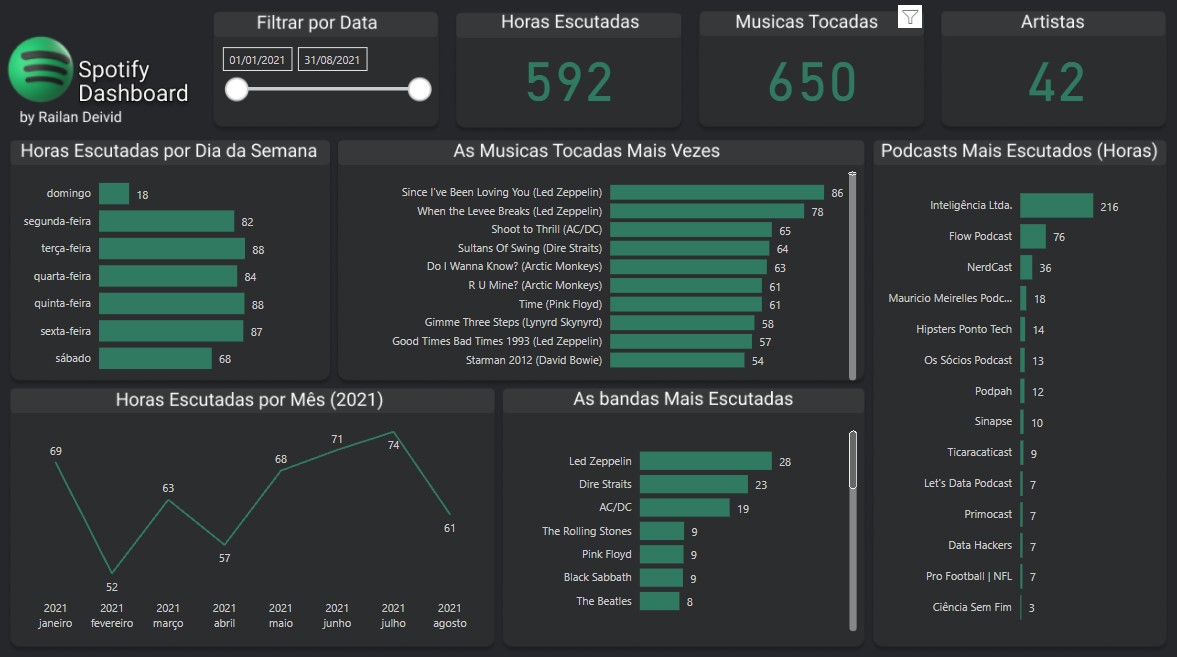 Spotify
Dashboard
by Railan Deivid
Filtrar por Data
01/01/2021 31/08/2021
Horas Escutadas
592
Musicas Tocadas
650
Artistas
42
Horas Escutadas por Dia da Semana
domingo 18
segunda-feira 82
terça-feira 88
quarta-feira 84
quinta-feira 88
sexta-feira 87
sábado 68
As Musicas Tocadas Mais Vezes
Since I've Been Loving You (Led Zeppelin) 86
When the Levee Breaks (Led Zeppelin) 78
Shoot to Thrill (AC/DC) 65
Sultans Of Swing (Dire Straits) 64
Do I Wanna Know? (Arctic Monkeys) 63
R U Mine? (Arctic Monkeys) 61
Time (Pink Floyd) 61
Gimme Three Steps (Lynyrd Skynyrd) 58
Good Times Bad Times 1993 (Led Zeppelin) 57
Starman 2012 (David Bowie) 54
Podcasts Mais Escutados (Horas)
Inteligência Ltda. 216
Flow Podcast 76
NerdCast 36
Mauricio Meirelles Podc... 18
Hipsters Ponto Tech 14
Os Sócios Podcast 13
Podpah 12
Sinapse 10
Ticaracaticast 9
Let's Data Podcast 7
Primocast 7
Data Hackers 7
Pro Football | NFL 7
Ciência Sem Fim 3
Horas Escutadas por Mês (2021)
69
52
63
57
68
71
74
61
2021 2021 2021 2021 2021 2021 2021 2021
janeiro fevereiro março abril maio junho julho agosto
As bandas Mais Escutadas
Led Zeppelin 28
Dire Straits 23
AC/DC 19
The Rolling Stones 9
Pink Floyd 9
Black Sabbath 9
The Beatles 8